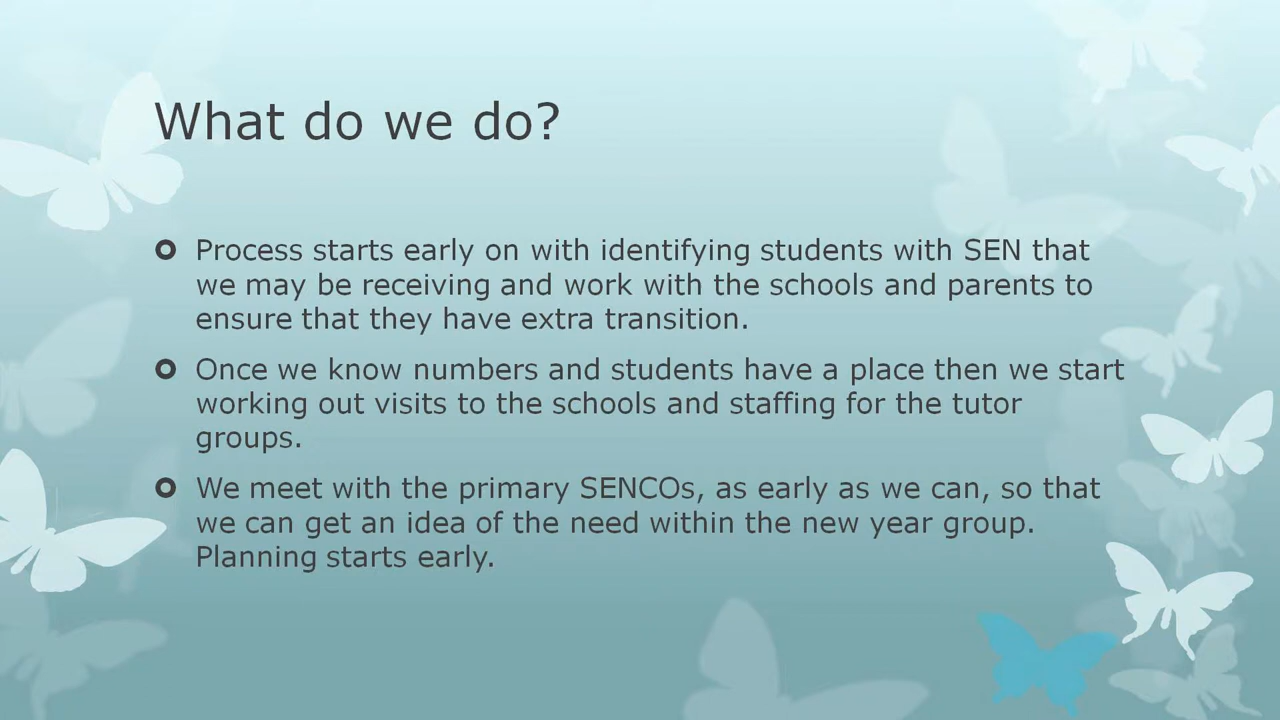 What do we do?
Process starts early on with identifying students with SEN that
we may be receiving and work with the schools and parents to
ensure that they have extra transition.
Once we know numbers and students have a place then we start
working out visits to the schools and staffing for the tutor
groups.
We meet with the primary SENCOs, as early as we can, so that
we can get an idea of the need within the new year group.
Planning starts early.